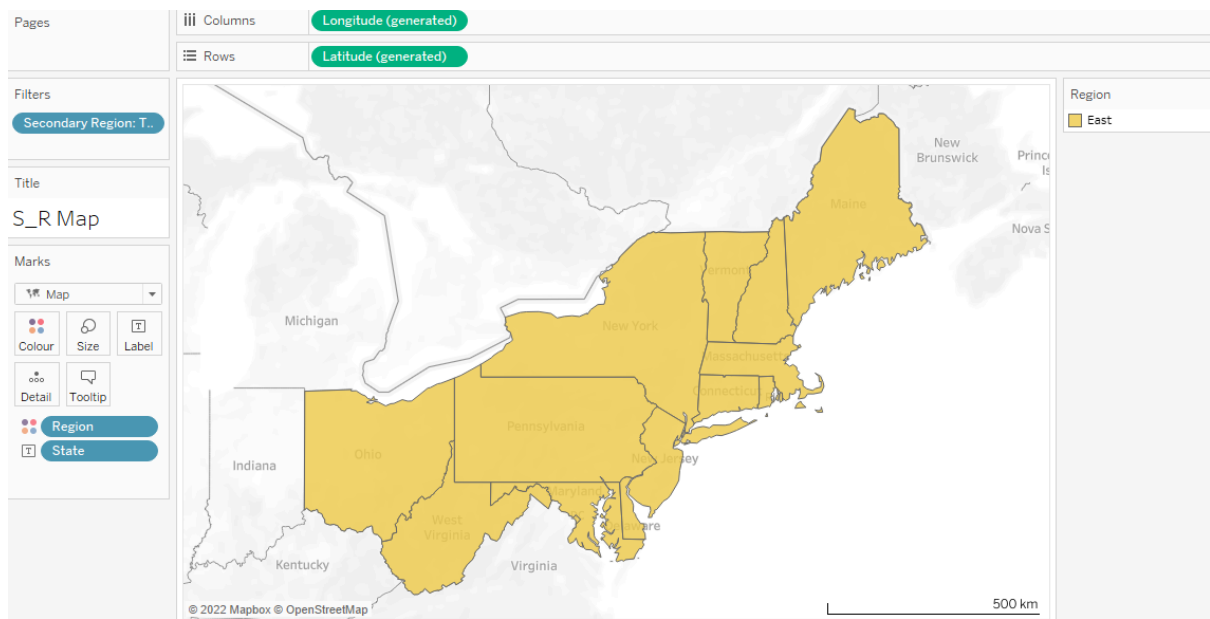 Pages
Columns
Longitude (generated)
Rows
Latitude (generated)
Filters
Secondary Region: T..
Title
S_R Map
Marks
Map
Colour
Size
Label
Detail
Tooltip
Region
T
State
Region
East
New
Brunswick
Princ
Is
Maine
Nova S
Vermont
Michigan
New York
Massachusetts
Connecticut
Pennsylvania
Ohio
Indiana
New Jersey
Maryland
West
Virginia
Delaware
Kentucky
Virginia
© 2022 Mapbox © OpenStreetMap
500 km